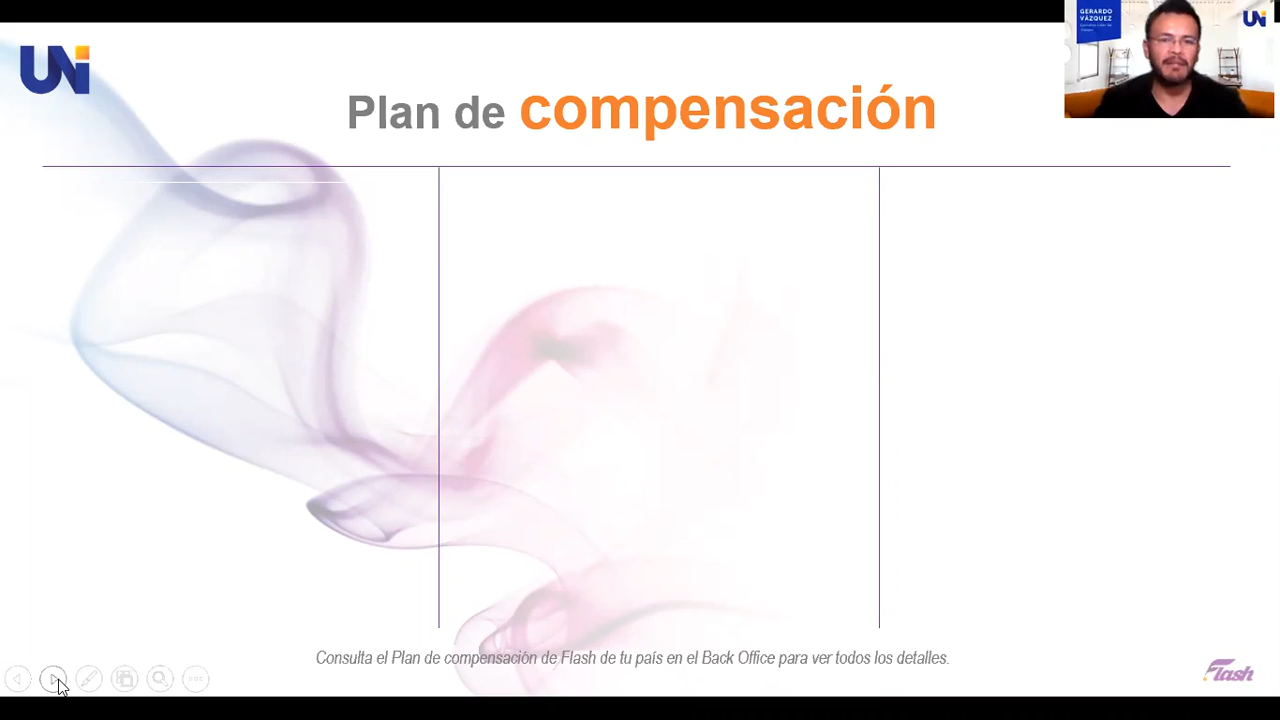 UNi
Plan de compensación
GERARDO
VÁZQUEZ
UNi
Consulta el Plan de compensación de Flash de tu país en el Back Office para ver todos los detalles.
Flash